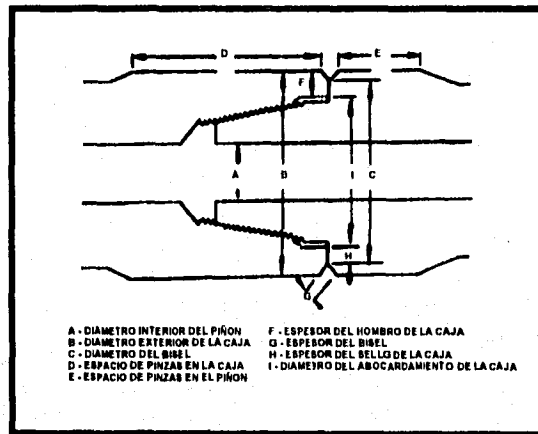 D
E
F
A
B
I
C
H
G
A - DIAMETRO INTERIOR DEL PIÑON
B - DIAMETRO EXTERIOR DE LA CAJA
C - DIAMETRO DEL BISEL
D - ESPACIO DE PINZAS EN LA CAJA
E - ESPACIO DE PINZAS EN EL PIÑON
F - ESPESOR DEL HOMBRO DE LA CAJA
G - ESPESOR DEL BISEL
H - ESPESOR DEL SELLO DE LA CAJA
I - DIAMETRO DEL ABOCARDAMIENTO DE LA CAJA